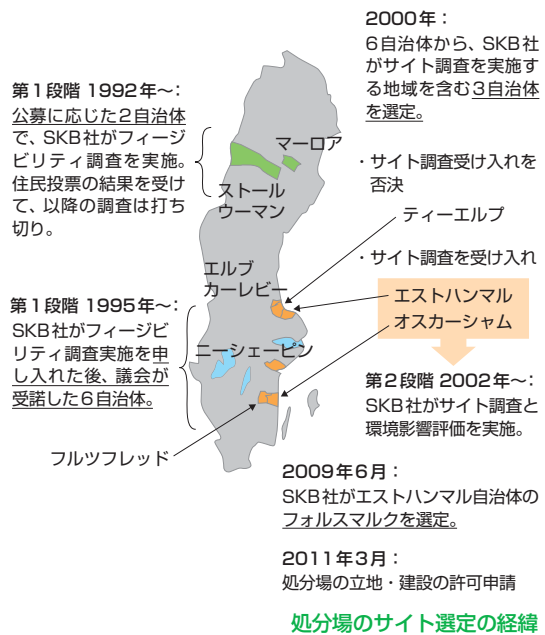 2000年：
6自治体から、SKB社
がサイト調査を実施す
る地域を含む3自治体
を選定。
第1段階 1992年～：
公募に応じた2自治体
で、SKB社がフィージ
ビリティ調査を実施。
住民投票の結果を受け
て、以降の調査は打ち
切り。
マーロア
ストール
ウーマン
・サイト調査受け入れを
否決
ティーエルプ
・サイト調査を受け入れ
エストハンマル
オスカーシャム
エルブ
カーレビー
第1段階 1995年～：
SKB社がフィージビ
リティ調査実施を申
し入れた後、議会が
受諾した6自治体。
ニーシェーピン
フルツフレッド
第2段階 2002年～：
SKB社がサイト調査と
環境影響評価を実施。
2009年6月：
SKB社がエストハンマル自治体の
フォルスマルクを選定。
2011年3月：
処分場の立地・建設の許可申請
処分場のサイト選定の経緯